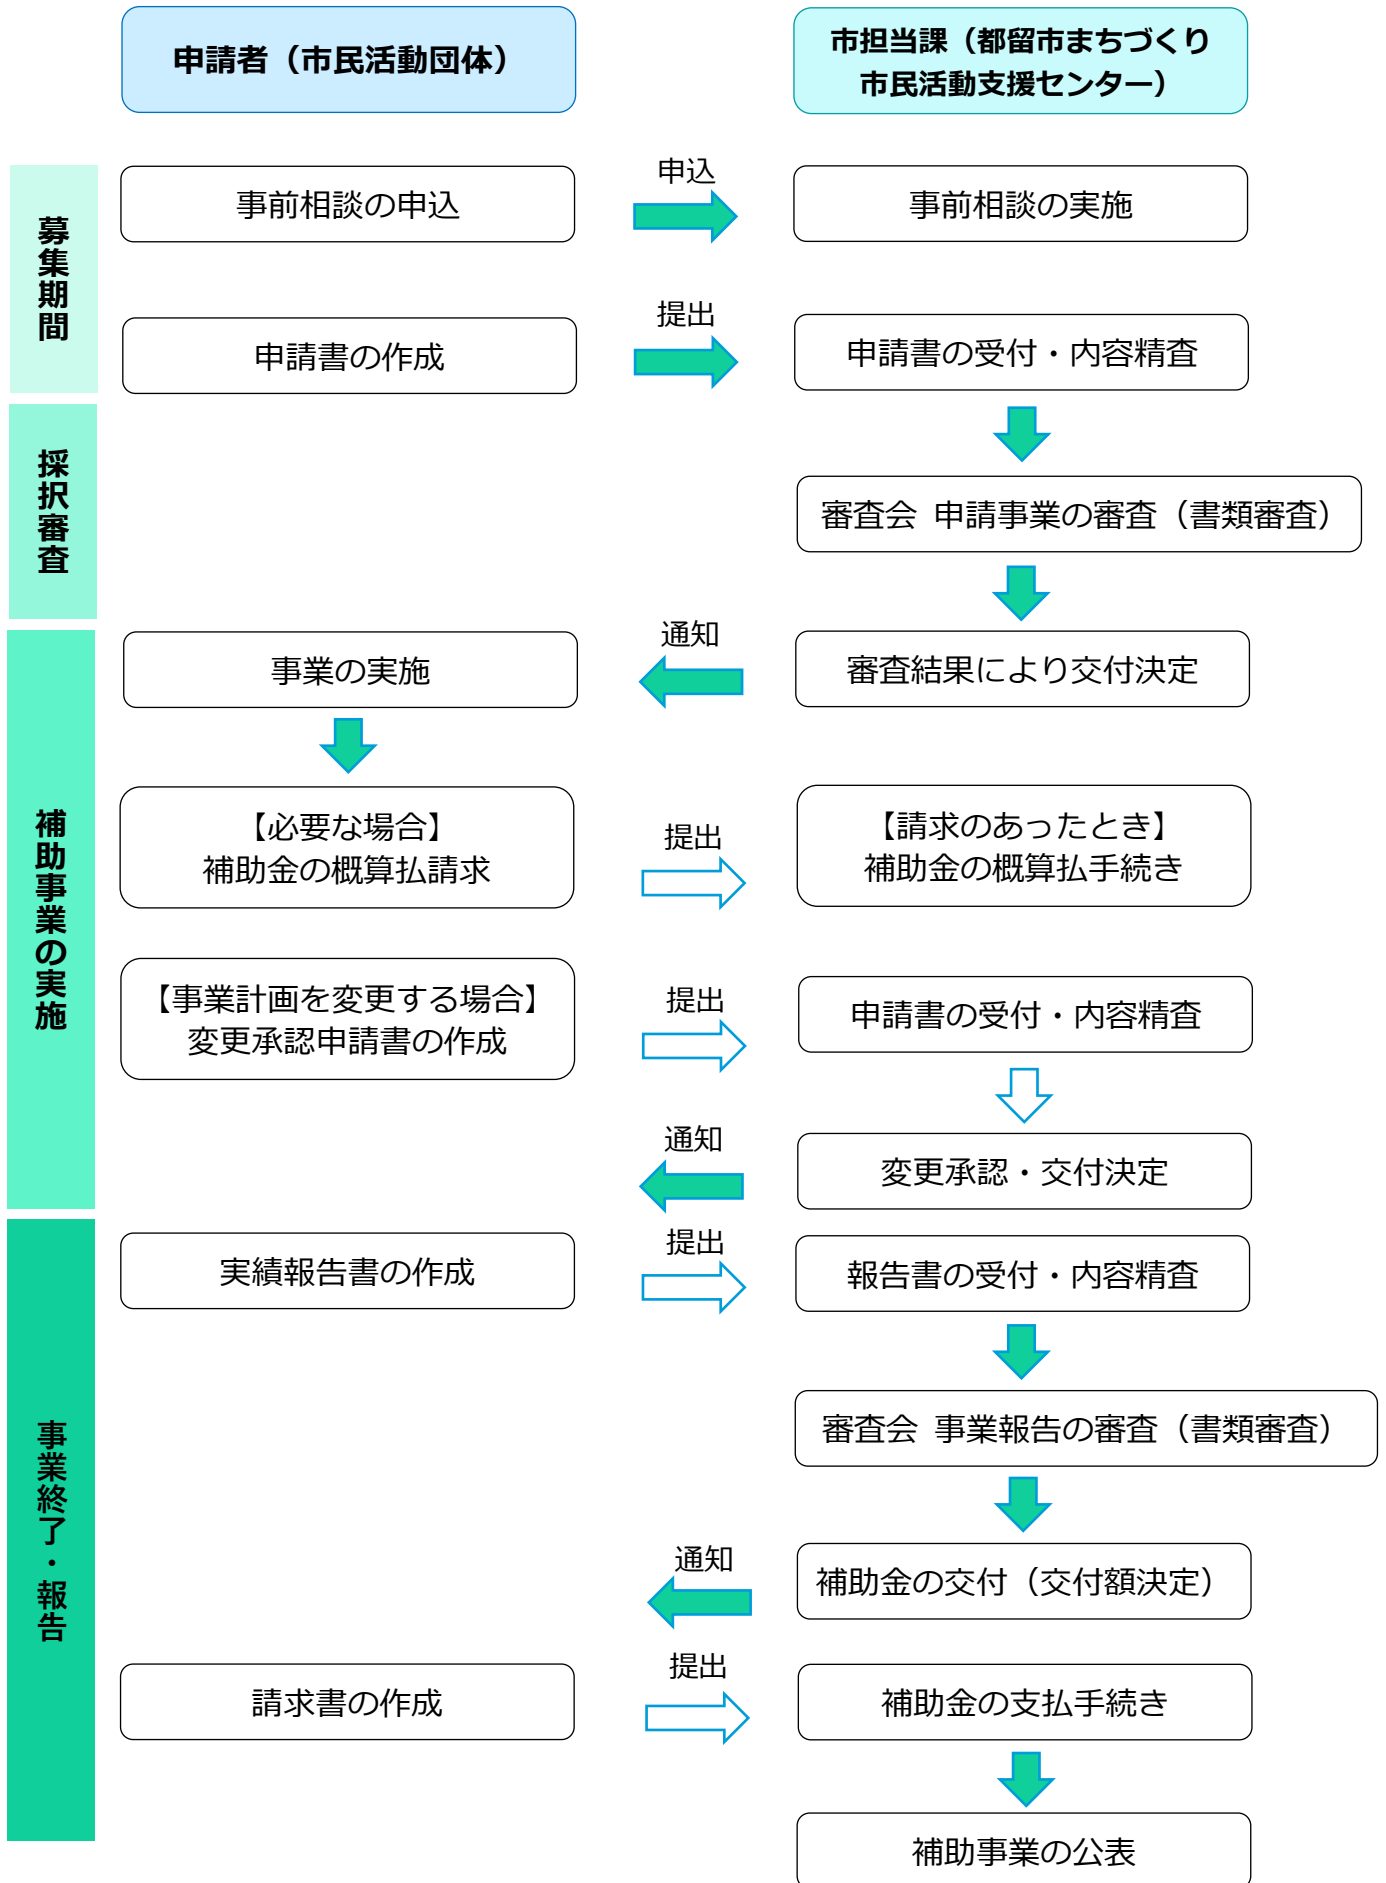 申請者（市民活動団体）
市担当課（都留市まちづくり
市民活動支援センター）
募集期間
事前相談の申込
申込
事前相談の実施
申請書の作成
提出
申請書の受付・内容精査
採択審査
審査会 申請事業の審査（書類審査）
補助事業の実施
事業の実施
通知
審査結果により交付決定
【必要な場合】
補助金の概算払請求
提出
【請求のあったとき】
補助金の概算払手続き
【事業計画を変更する場合】
変更承認申請書の作成
提出
申請書の受付・内容精査
通知
変更承認・交付決定
事業終了・報告
実績報告書の作成
提出
報告書の受付・内容精査
審査会 事業報告の審査（書類審査）
通知
補助金の交付（交付額決定）
請求書の作成
提出
補助金の支払手続き
補助事業の公表